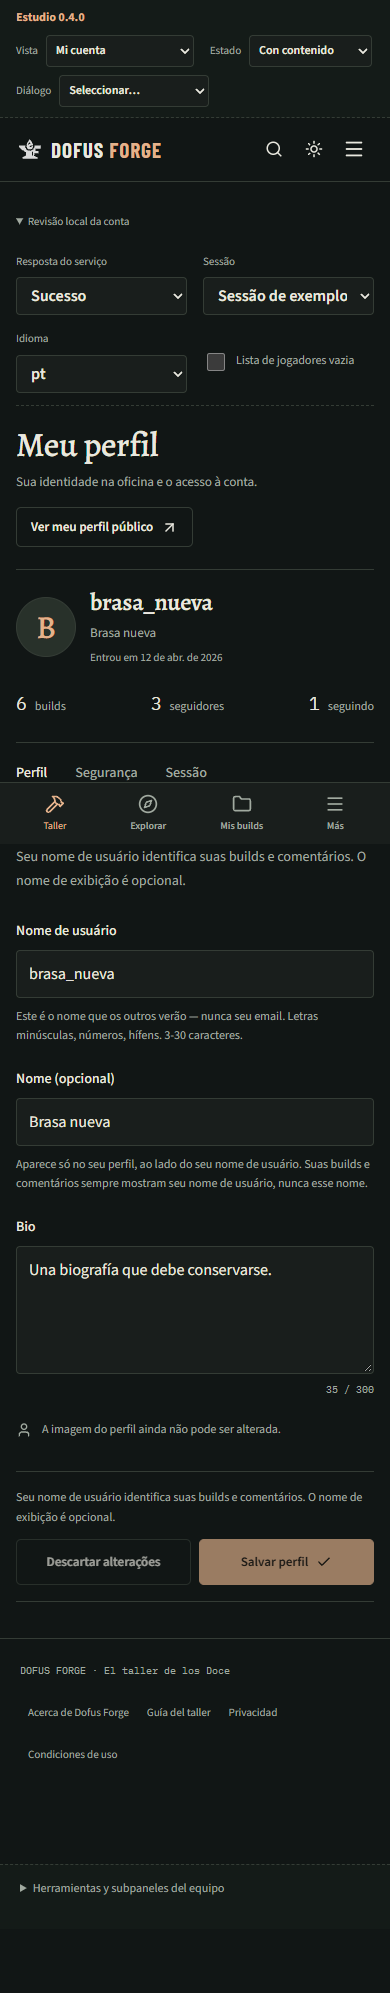 Estudio 0.4.0
Vista Mi cuenta Estado Con contenido
Diálogo Seleccionar...
DOFUS FORGE
▼ Revisão local da conta
Resposta do serviço Sessão
Sucesso Sessão de exemplo
Idioma
pt Lista de jogadores vazia
Meu perfil
Sua identidade na oficina e o acesso à conta.
Ver meu perfil público
B brasa_nueva
Brasa nueva
Entrou em 12 de abr. de 2026
6 builds 3 seguidores 1 seguindo
Perfil Segurança Sessão
Taller Explorar Mis builds Más
Seu nome de usuário identifica suas builds e comentários. O
nome de exibição é opcional.
Nome de usuário
brasa_nueva
Este é o nome que os outros verão — nunca seu email. Letras
minúsculas, números, hífens. 3-30 caracteres.
Nome (opcional)
Brasa nueva
Aparece só no seu perfil, ao lado do seu nome de usuário. Suas builds e
comentários sempre mostram seu nome de usuário, nunca esse nome.
Bio
Una biografía que debe conservarse.
35 / 300
A imagem do perfil ainda não pode ser alterada.
Seu nome de usuário identifica suas builds e comentários. O nome de
exibição é opcional.
Descartar alterações Salvar perfil
DOFUS FORGE · El taller de los Doce
Acerca de Dofus Forge Guía del taller Privacidad
Condiciones de uso
▶ Herramientas y subpaneles del equipo